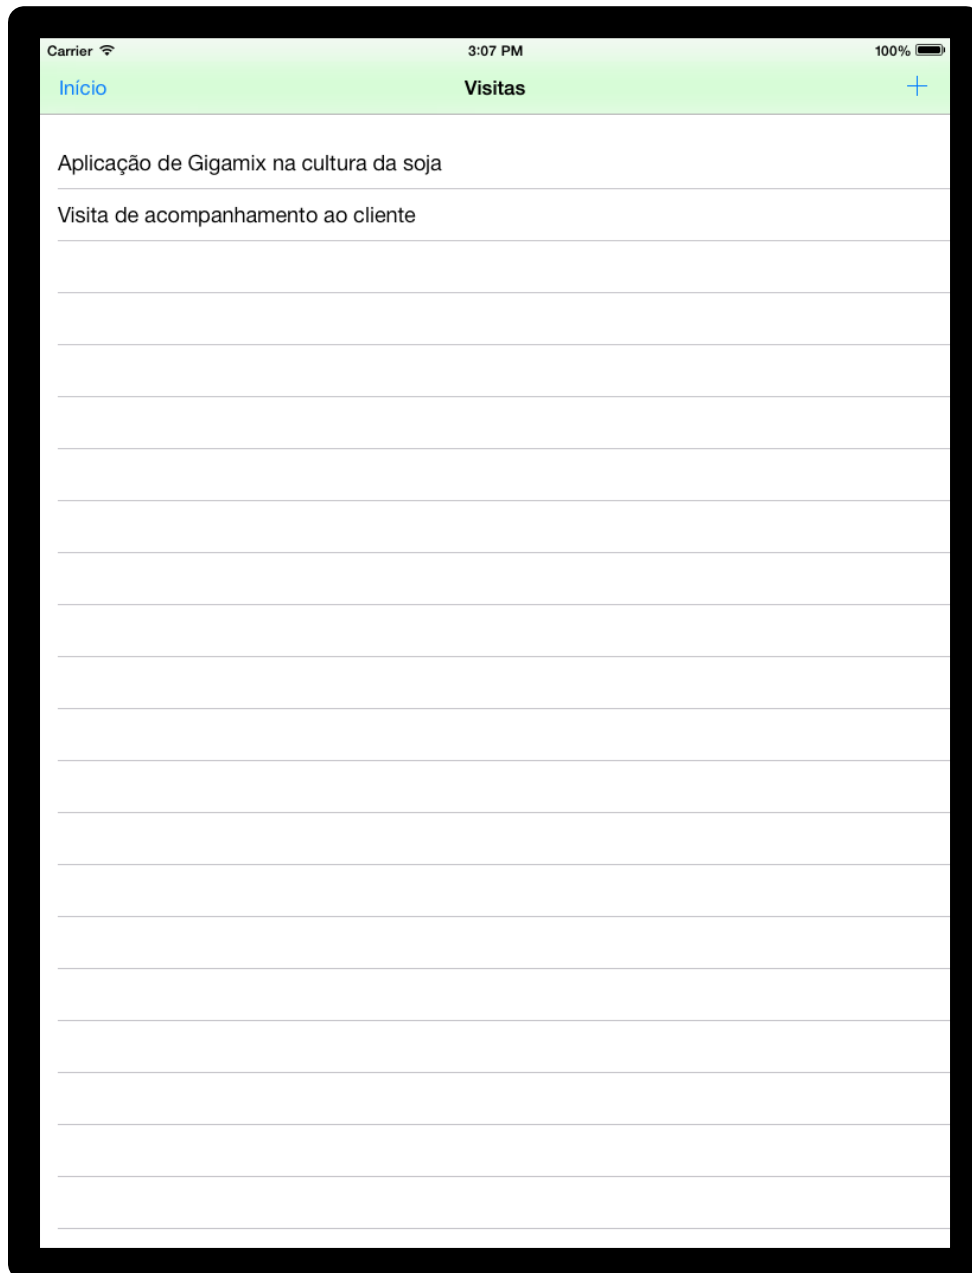 Carrier 3:07 PM 100%
Início Visitas +
Aplicação de Gigamix na cultura da soja
Visita de acompanhamento ao cliente